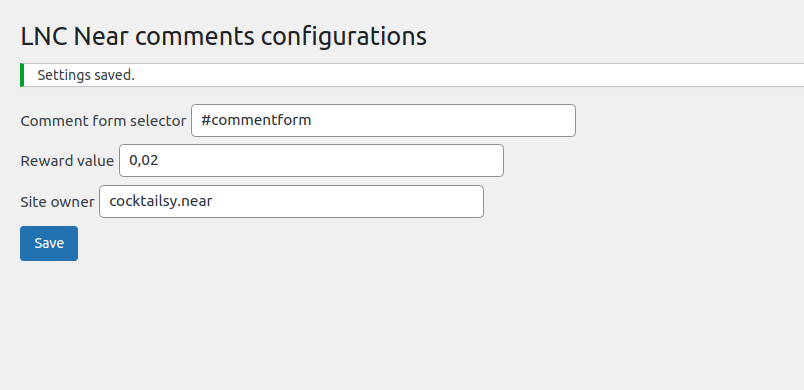 LNC Near comments configurations
Settings saved.
Comment form selector #commentform
Reward value 0,02
Site owner cocktailsy.near
Save